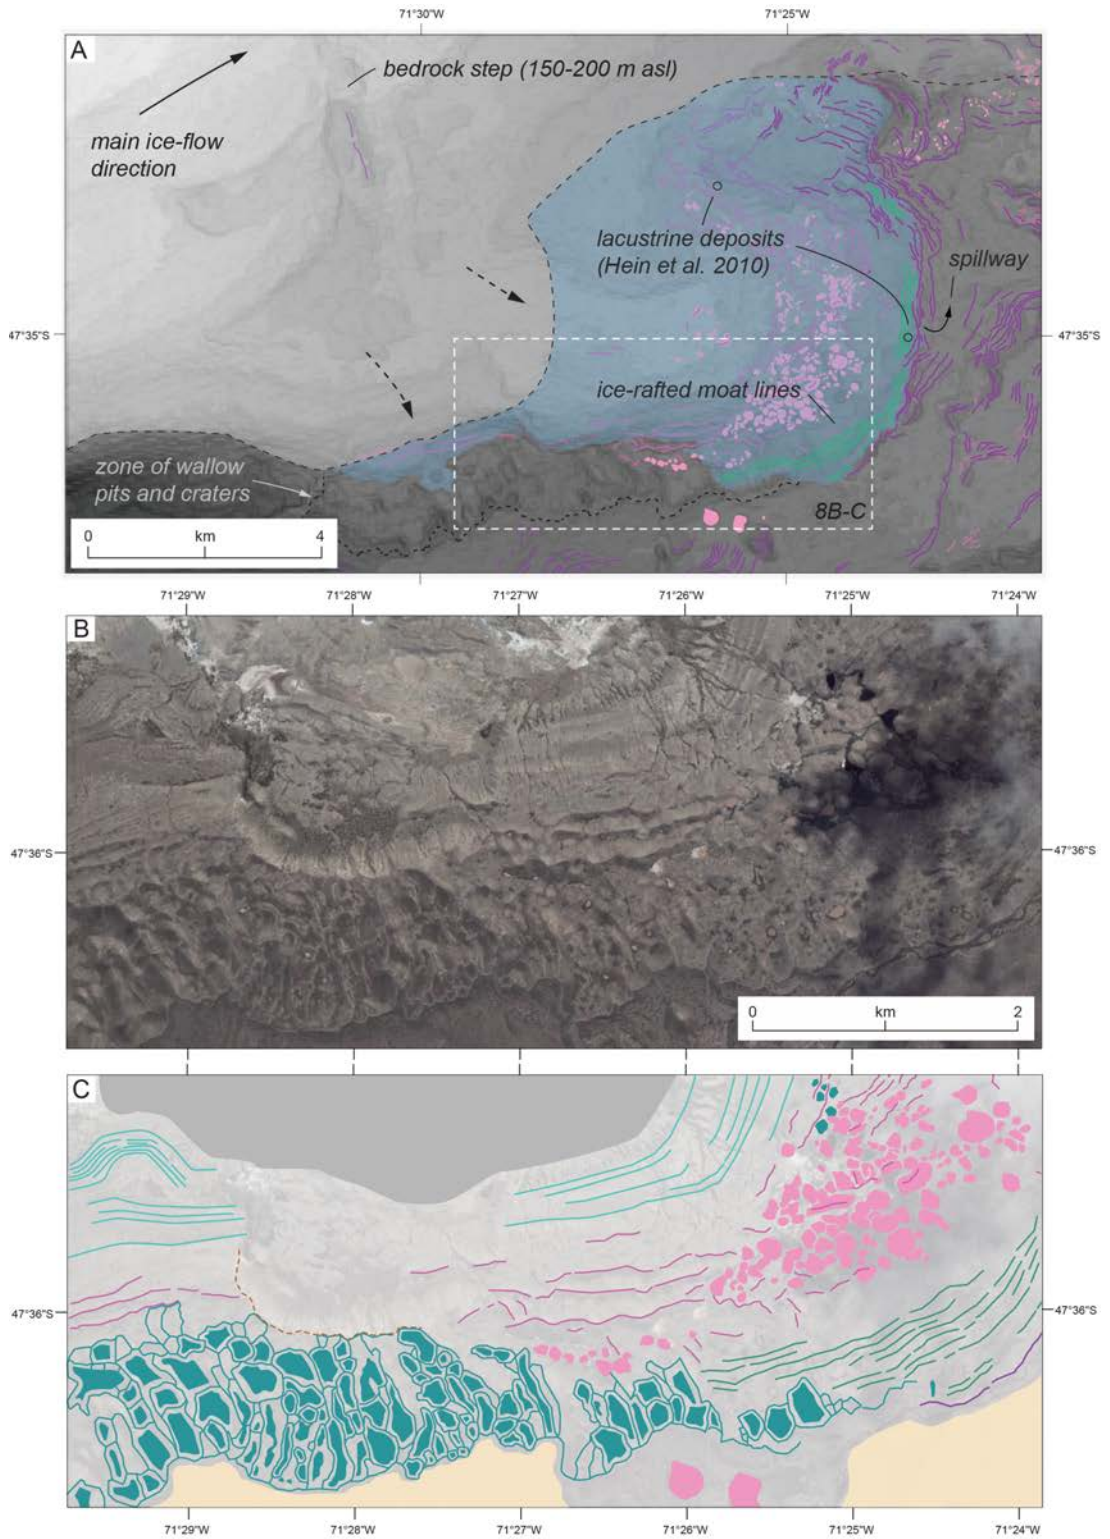 71°30'W 71°25'W
A
bedrock step (150-200 m asl)
main ice-flow
direction
lacustrine deposits
(Hein et al. 2010)
spillway
47°35'S 47°35'S
ice-rafted moat lines
zone of wallow
pits and craters
8B-C
0 km 4
71°29'W 71°28'W 71°27'W 71°26'W 71°25'W 71°24'W
B
47°36'S 47°36'S
0 km 2
C
47°36'S 47°36'S
71°29'W 71°28'W 71°27'W 71°26'W 71°25'W 71°24'W